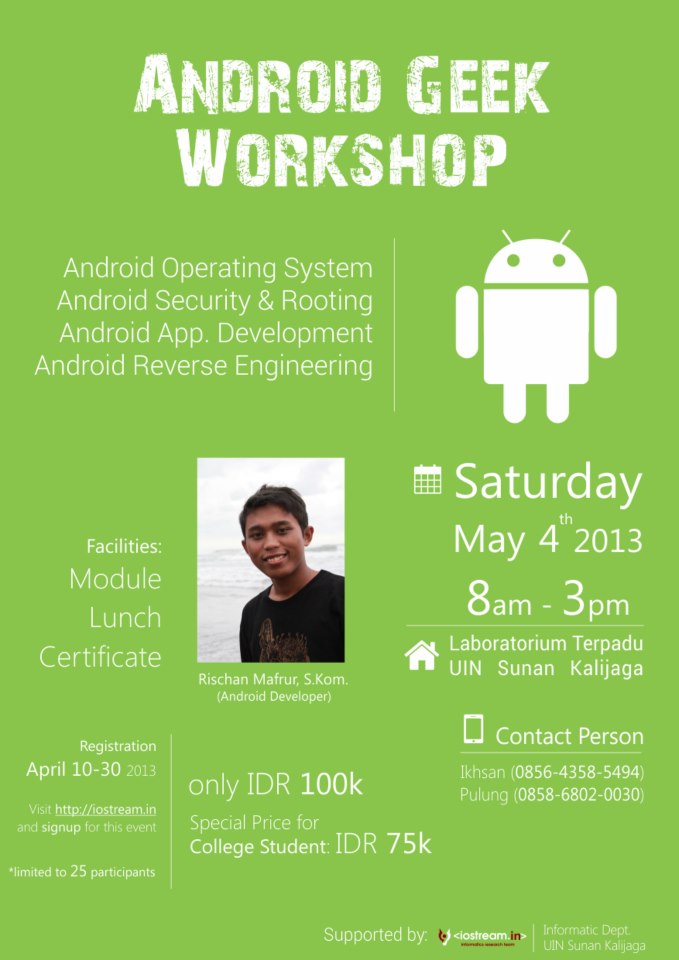 ANDROID GEEK
WORKSHOP
Android Operating System
Android Security & Rooting
Android App. Development
Android Reverse Engineering
Saturday
May 4th 2013
8am - 3pm
Laboratorium Terpadu
UIN Sunan Kalijaga
Facilities:
Module
Lunch
Certificate
Rischan Mafrur, S.Kom.
(Android Developer)
Contact Person
Ikhsan (0856-4358-5494)
Pulung (0858-6802-0030)
Registration
April 10-30 2013
Visit http://iostream.in
and signup for this event
*limited to 25 participants
only IDR 100k
Special Price for
College Student: IDR 75k
Supported by:
<iostream.in>
informatics research team
Informatic Dept.
UIN Sunan Kalijaga